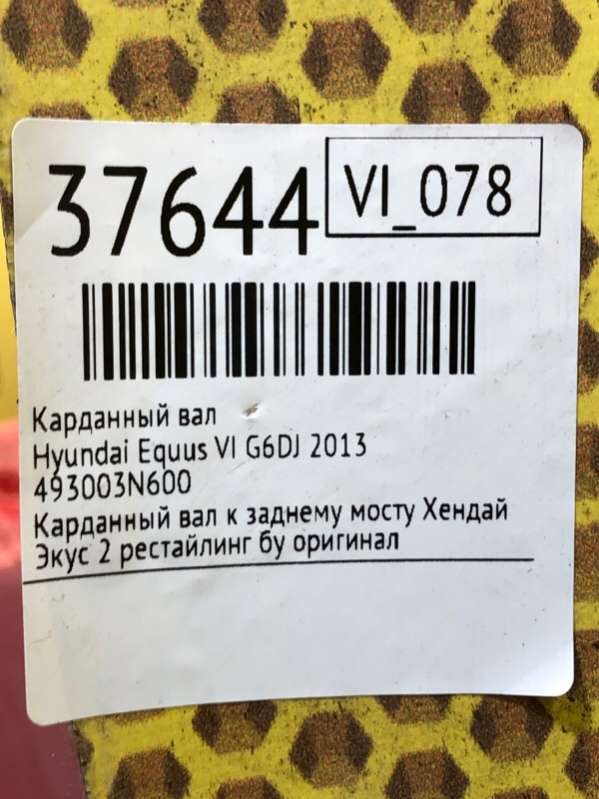 37644
VI_078
Карданный вал
Hyundai Equus VI G6DJ 2013
493003N600
Карданный вал к заднему мосту Хендай
Экус 2 рестайлинг бу оригинал